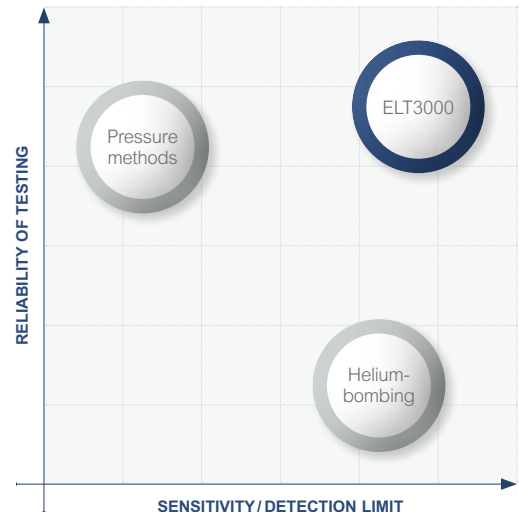 ELT3000
Pressure
methods
RELIABILITY OF TESTING
Helium-
bombing
SENSITIVITY/DETECTION LIMIT